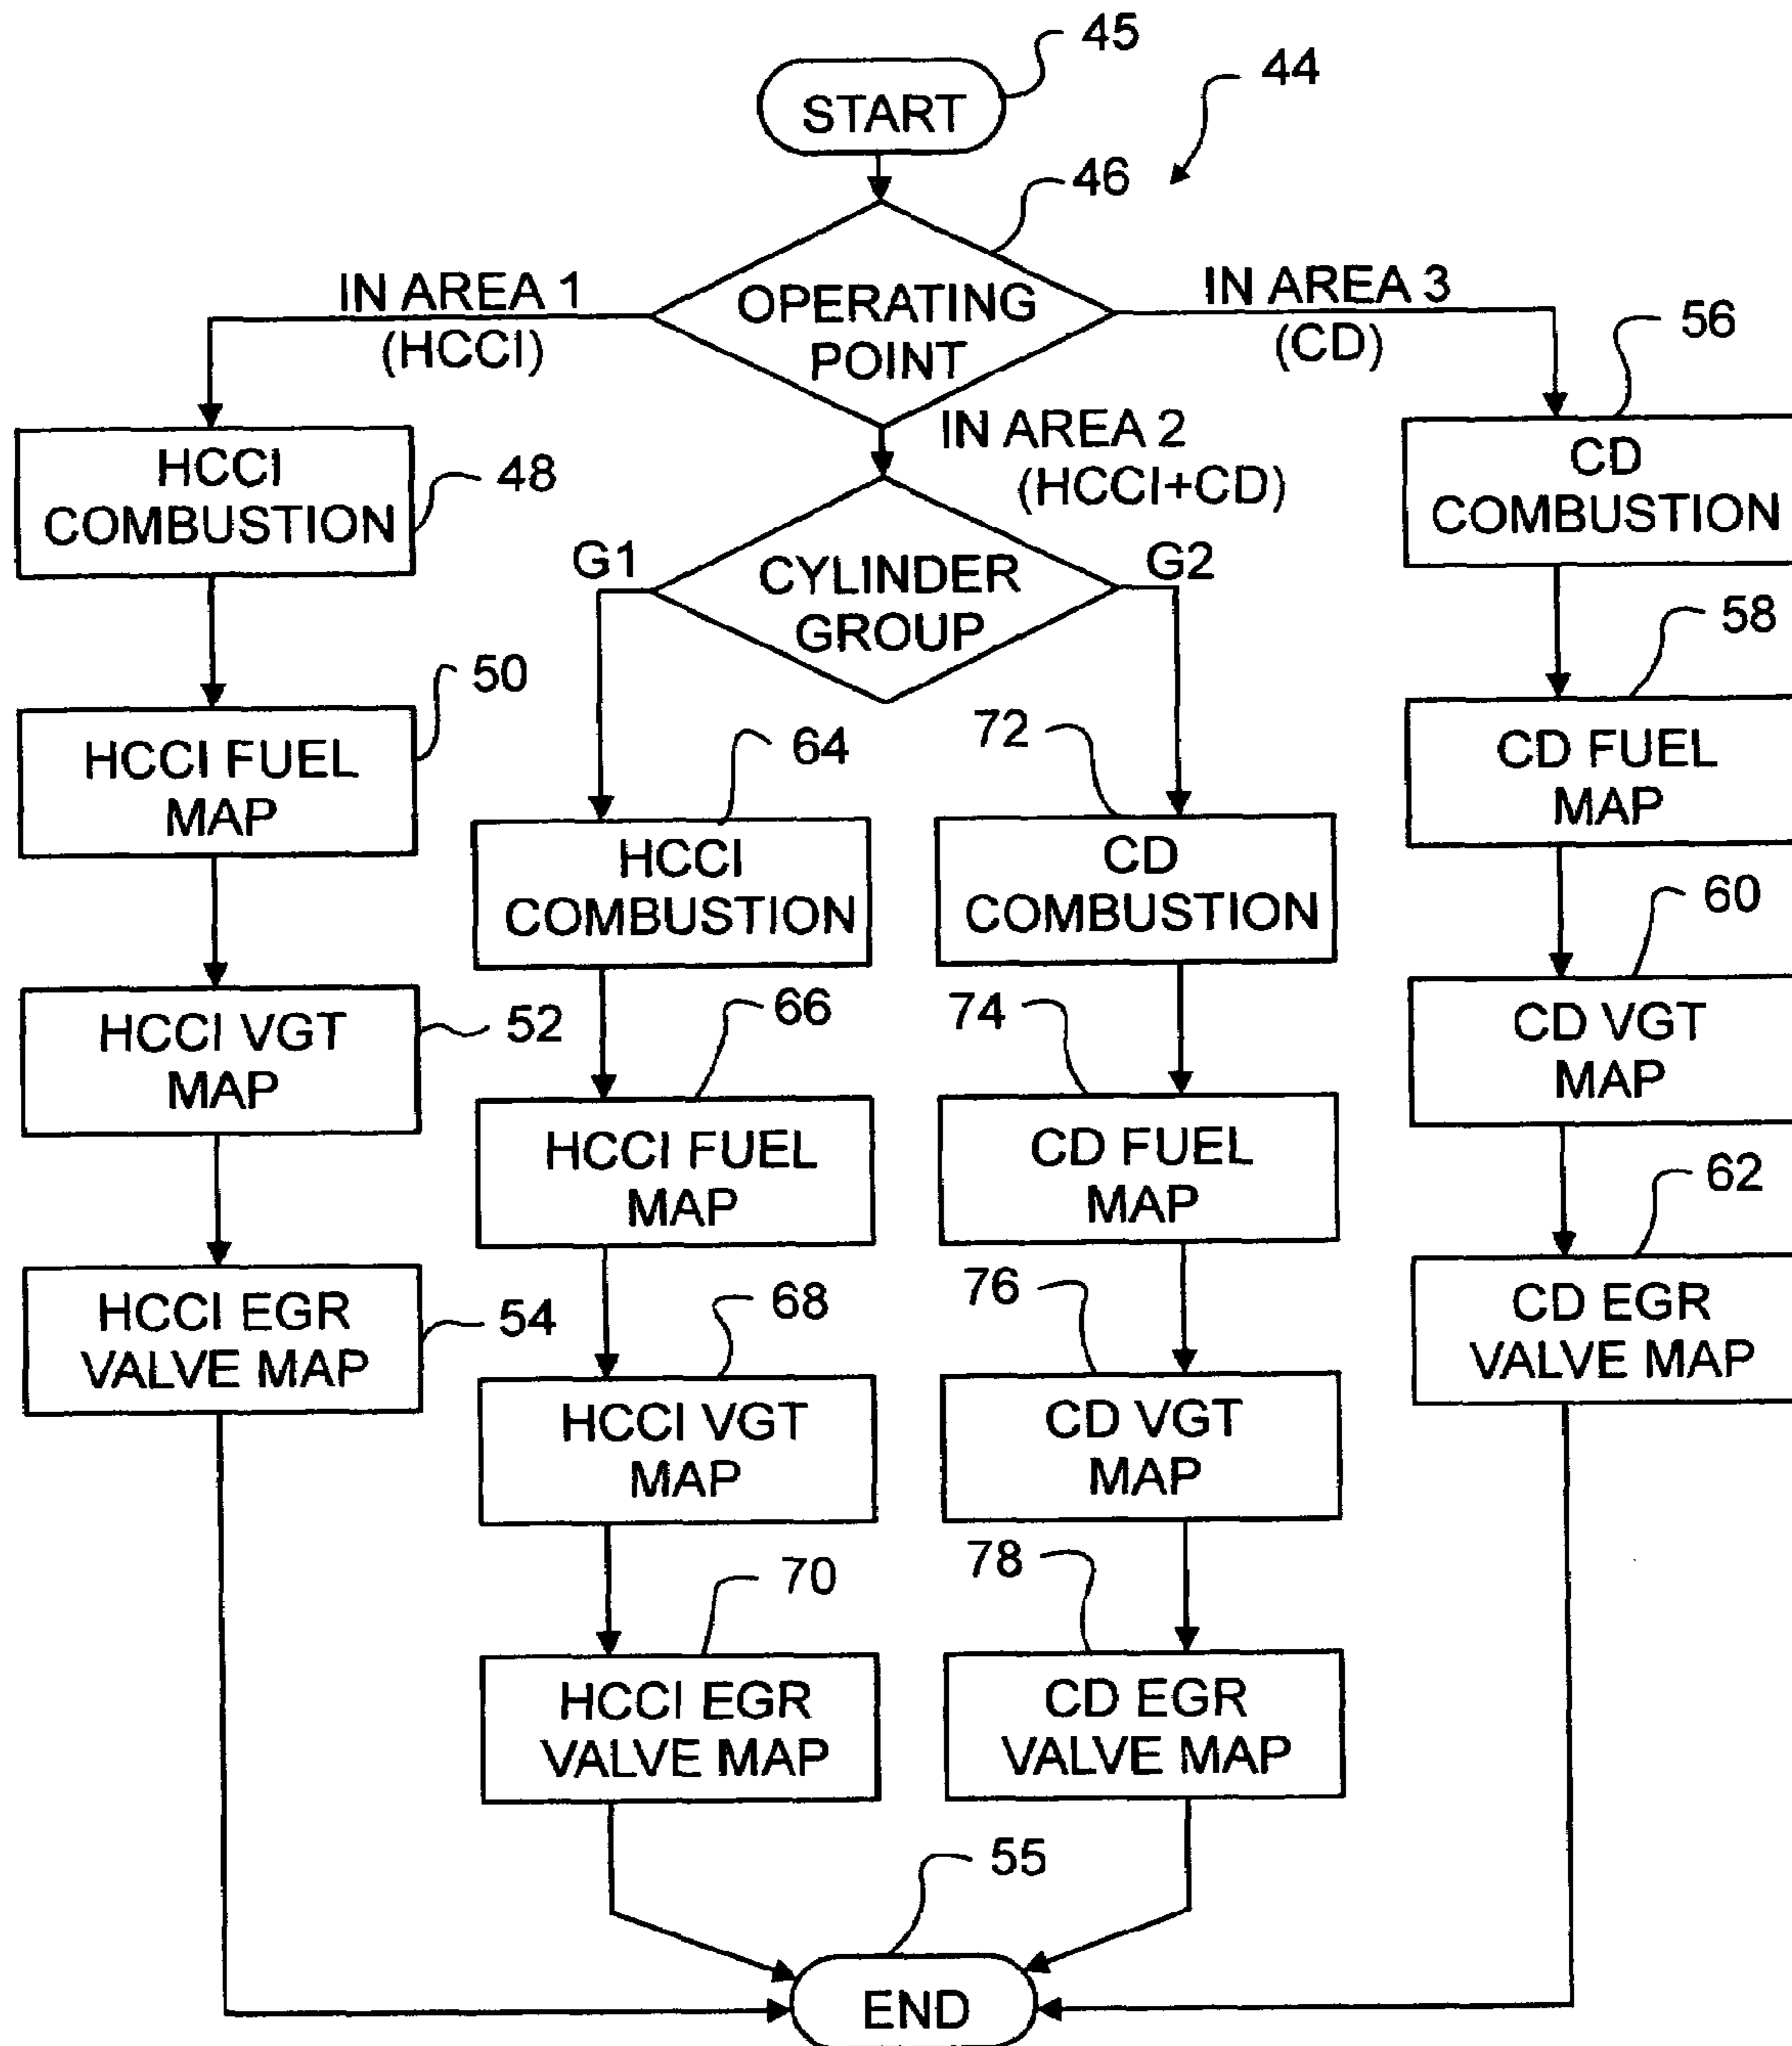 45
44
START
46
IN AREA 1
(HCCI)
OPERATING
POINT
IN AREA 3
(CD)
56
IN AREA 2
(HCCI+CD)
HCCI
COMBUSTION
48
G1
CYLINDER
GROUP
G2
CD
COMBUSTION
58
50
HCCI FUEL
MAP
64
72
CD FUEL
MAP
HCCI
COMBUSTION
CD
COMBUSTION
60
HCCI VGT
MAP
52
66
74
CD VGT
MAP
HCCI FUEL
MAP
CD FUEL
MAP
62
HCCI EGR
VALVE MAP
54
68
76
CD EGR
VALVE MAP
HCCI VGT
MAP
CD VGT
MAP
70
78
HCCI EGR
VALVE MAP
CD EGR
VALVE MAP
55
END